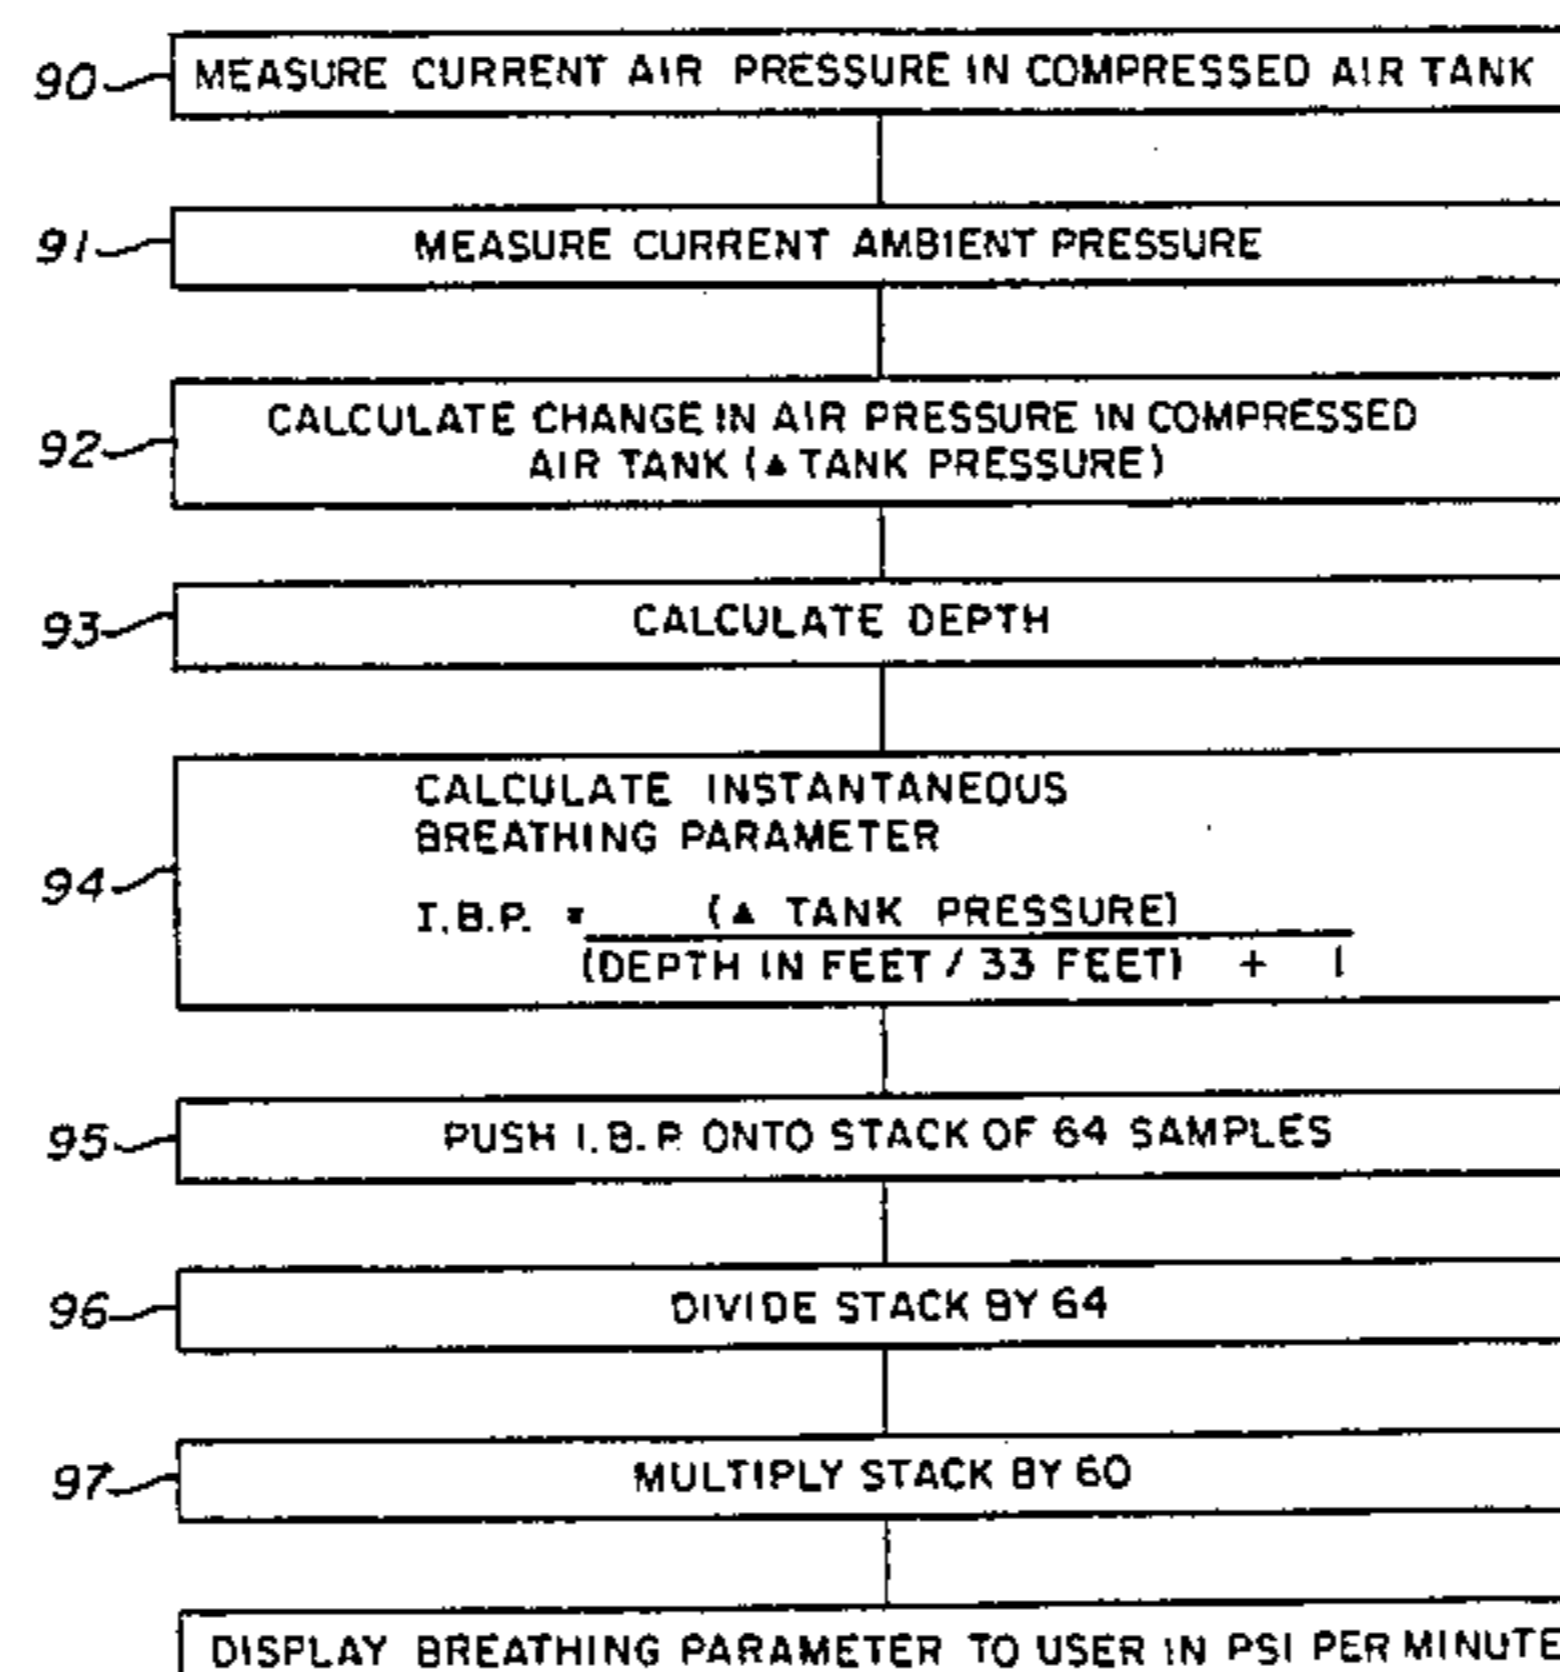 90 MEASURE CURRENT AIR PRESSURE IN COMPRESSED AIR TANK
91 MEASURE CURRENT AMBIENT PRESSURE
92 CALCULATE CHANGE IN AIR PRESSURE IN COMPRESSED
AIR TANK (▲ TANK PRESSURE)
93 CALCULATE DEPTH
94 CALCULATE INSTANTANEOUS
BREATHING PARAMETER
I.B.P. = (▲ TANK PRESSURE)
(DEPTH IN FEET / 33 FEET) + 1
95 PUSH I.B.P. ONTO STACK OF 64 SAMPLES
96 DIVIDE STACK BY 64
97 MULTIPLY STACK BY 60
DISPLAY BREATHING PARAMETER TO USER IN PSI PER MINUTE